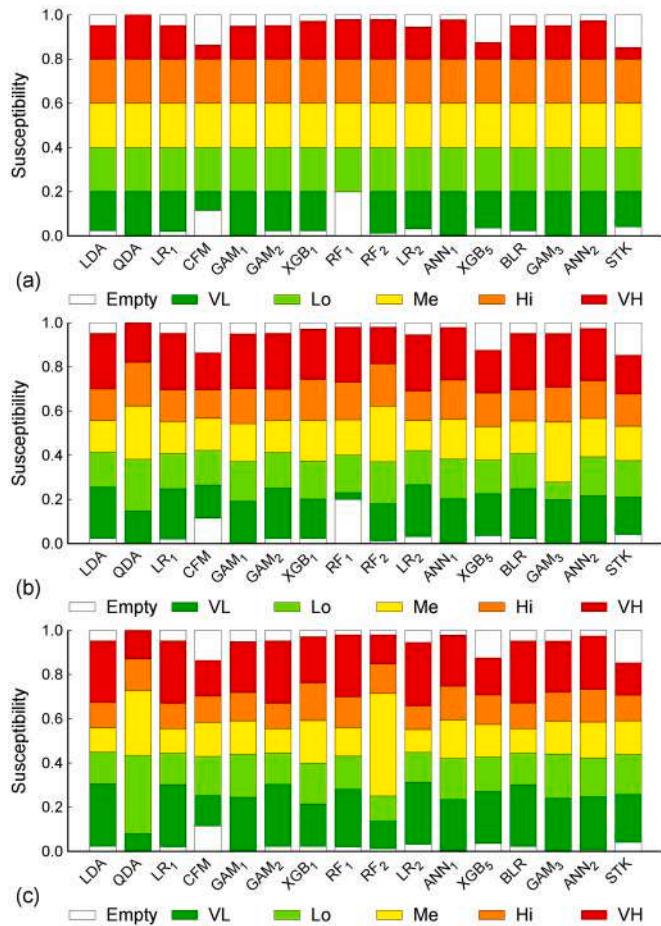 1.0
0.8
0.6
0.4
0.2
0.0
Susceptibility
LDA QDA LR1 CFM GAM1 GAM2 XGB1 RF1 RF2 LR2 ANN1 XGB5 BLR GAM3 ANN2 STK
(a)
Empty VL Lo Me Hi VH
1.0
0.8
0.6
0.4
0.2
0.0
Susceptibility
LDA QDA LR1 CFM GAM1 GAM2 XGB1 RF1 RF2 LR2 ANN1 XGB5 BLR GAM3 ANN2 STK
(b)
Empty VL Lo Me Hi VH
1.0
0.8
0.6
0.4
0.2
0.0
Susceptibility
LDA QDA LR1 CFM GAM1 GAM2 XGB1 RF1 RF2 LR2 ANN1 XGB5 BLR GAM3 ANN2 STK
(c)
Empty VL Lo Me Hi VH